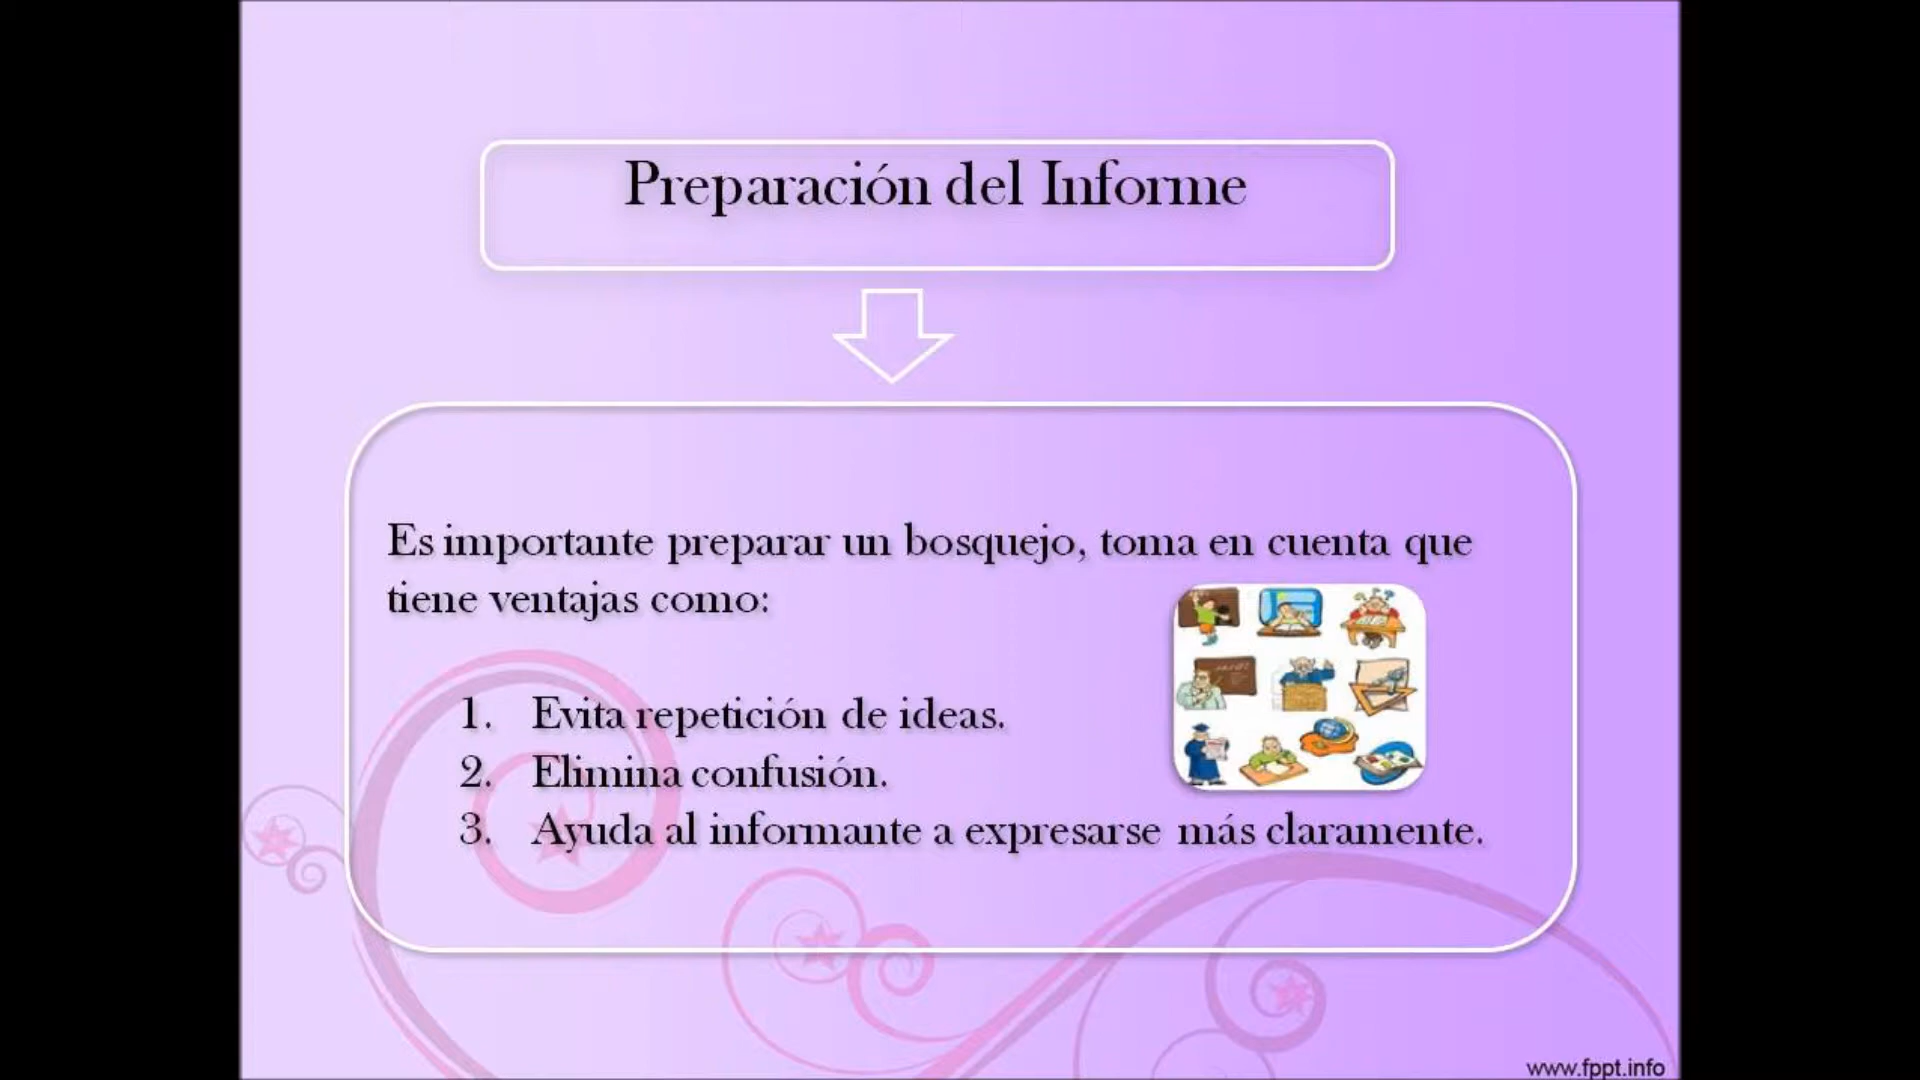 Preparación del Informe
Es importante preparar un bosquejo, toma en cuenta que
tiene ventajas como:
1. Evita repetición de ideas.
2. Elimina confusión.
3. Ayuda al informante a expresarse más claramente.
www.fppt.info